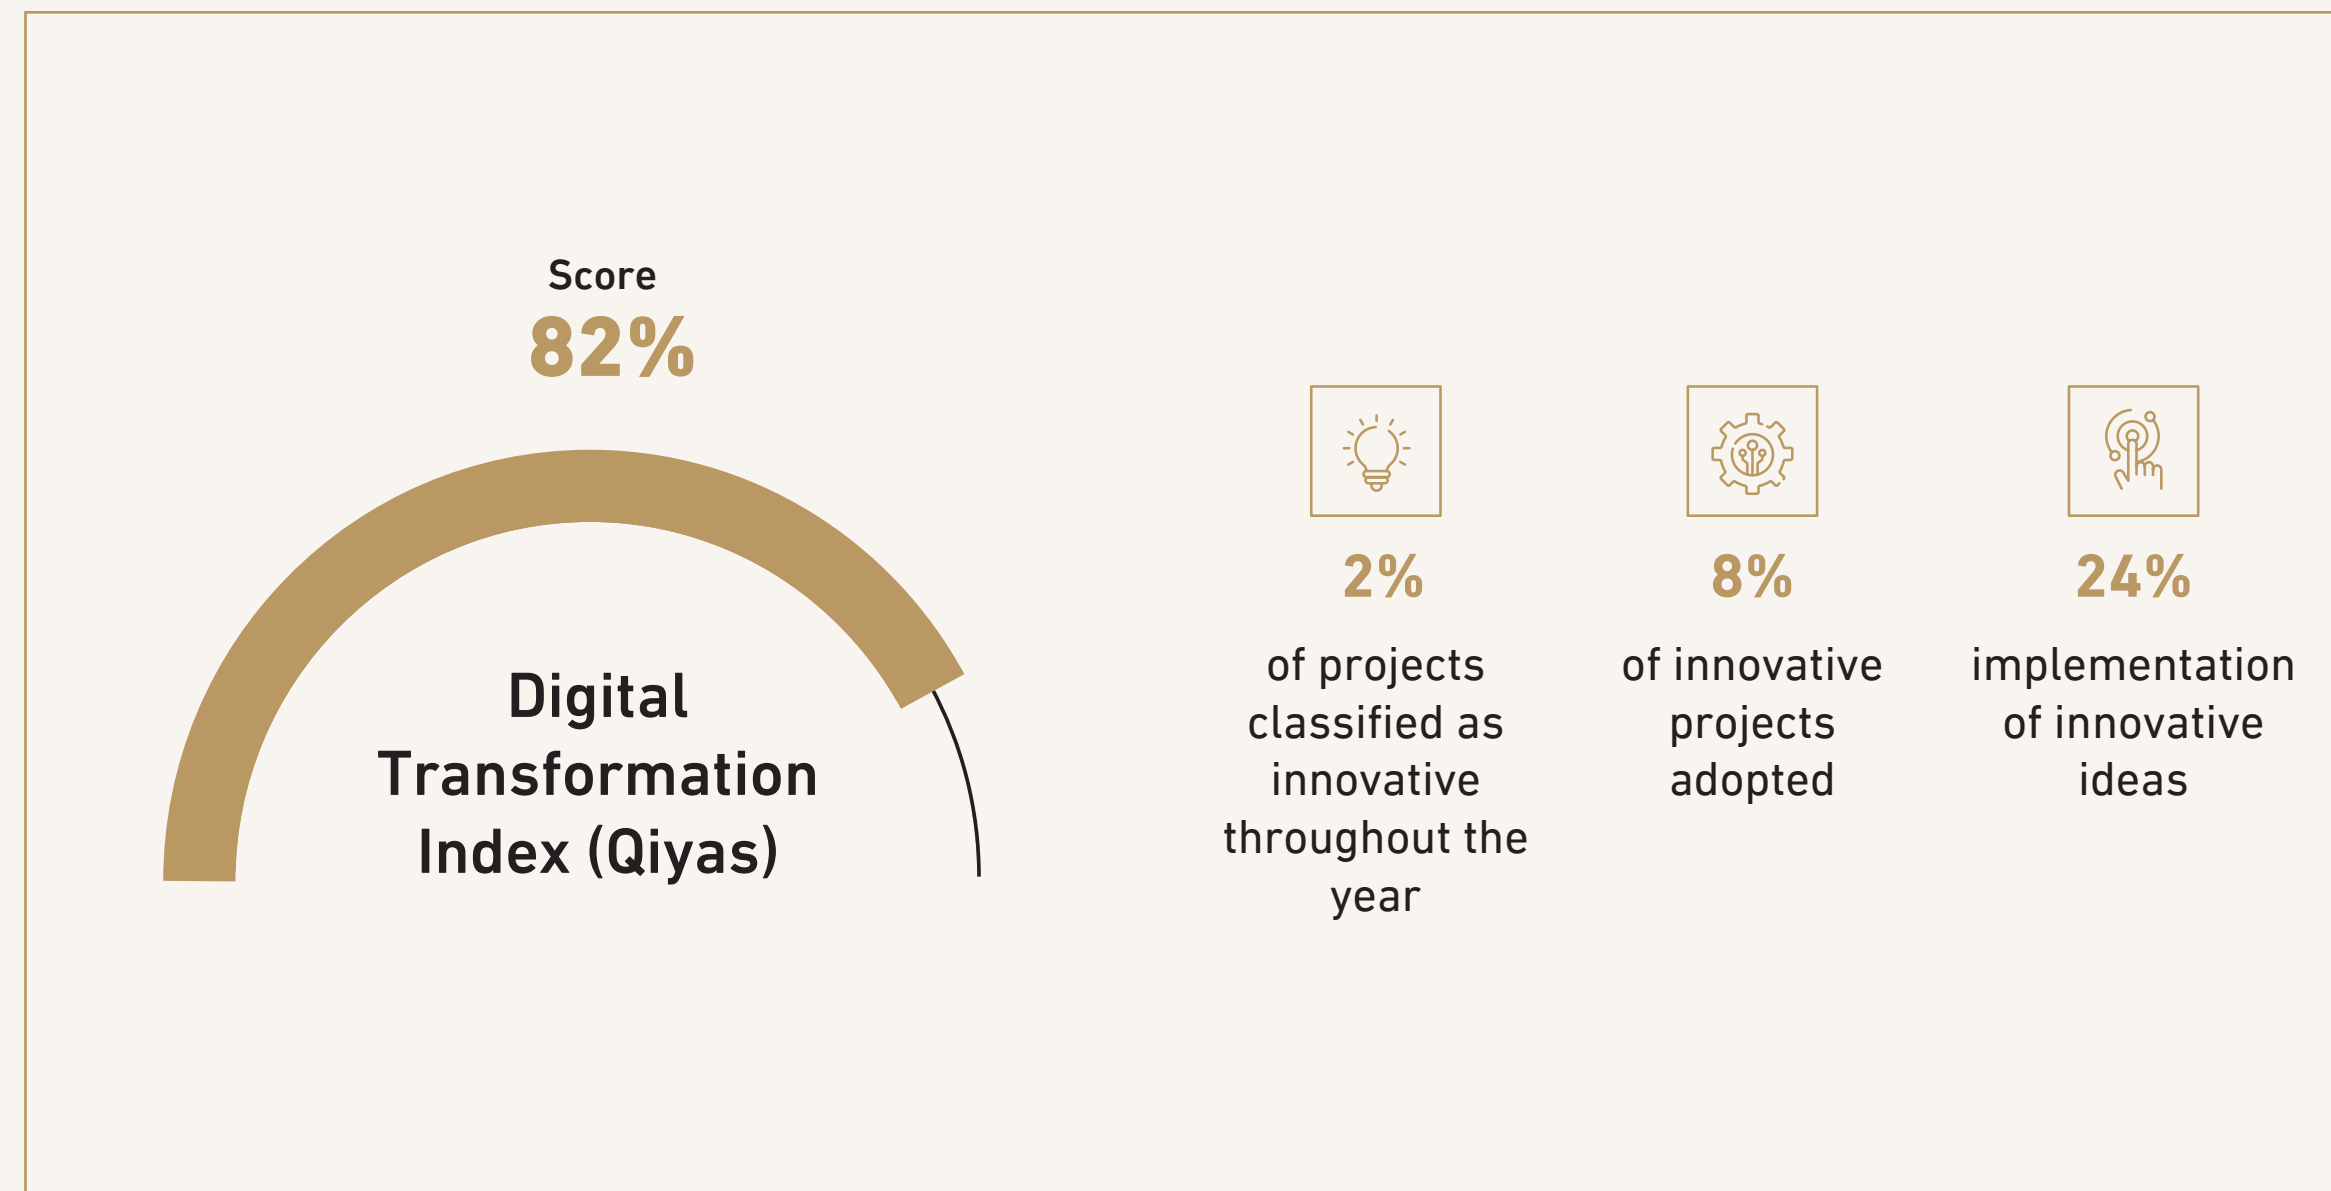 Score
82%
Digital
Transformation
Index (Qiyas)
2%
of projects
classified as
innovative
throughout the
year
8%
of innovative
projects
adopted
24%
implementation
of innovative
ideas